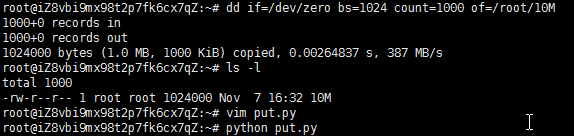 root@iZ8vbi9mx98t2p7fk6cx7qZ:~# dd if=/dev/zero bs=1024 count=1000 of=/root/10M
1000+0 records in
1000+0 records out
1024000 bytes (1.0 MB, 1000 KiB) copied, 0.00264837 s, 387 MB/s
root@iZ8vbi9mx98t2p7fk6cx7qZ:~# ls -l
total 1000
-rw-r--r-- 1 root root 1024000 Nov  7 16:32 10M
root@iZ8vbi9mx98t2p7fk6cx7qZ:~# vim put.py
root@iZ8vbi9mx98t2p7fk6cx7qZ:~# python put.py